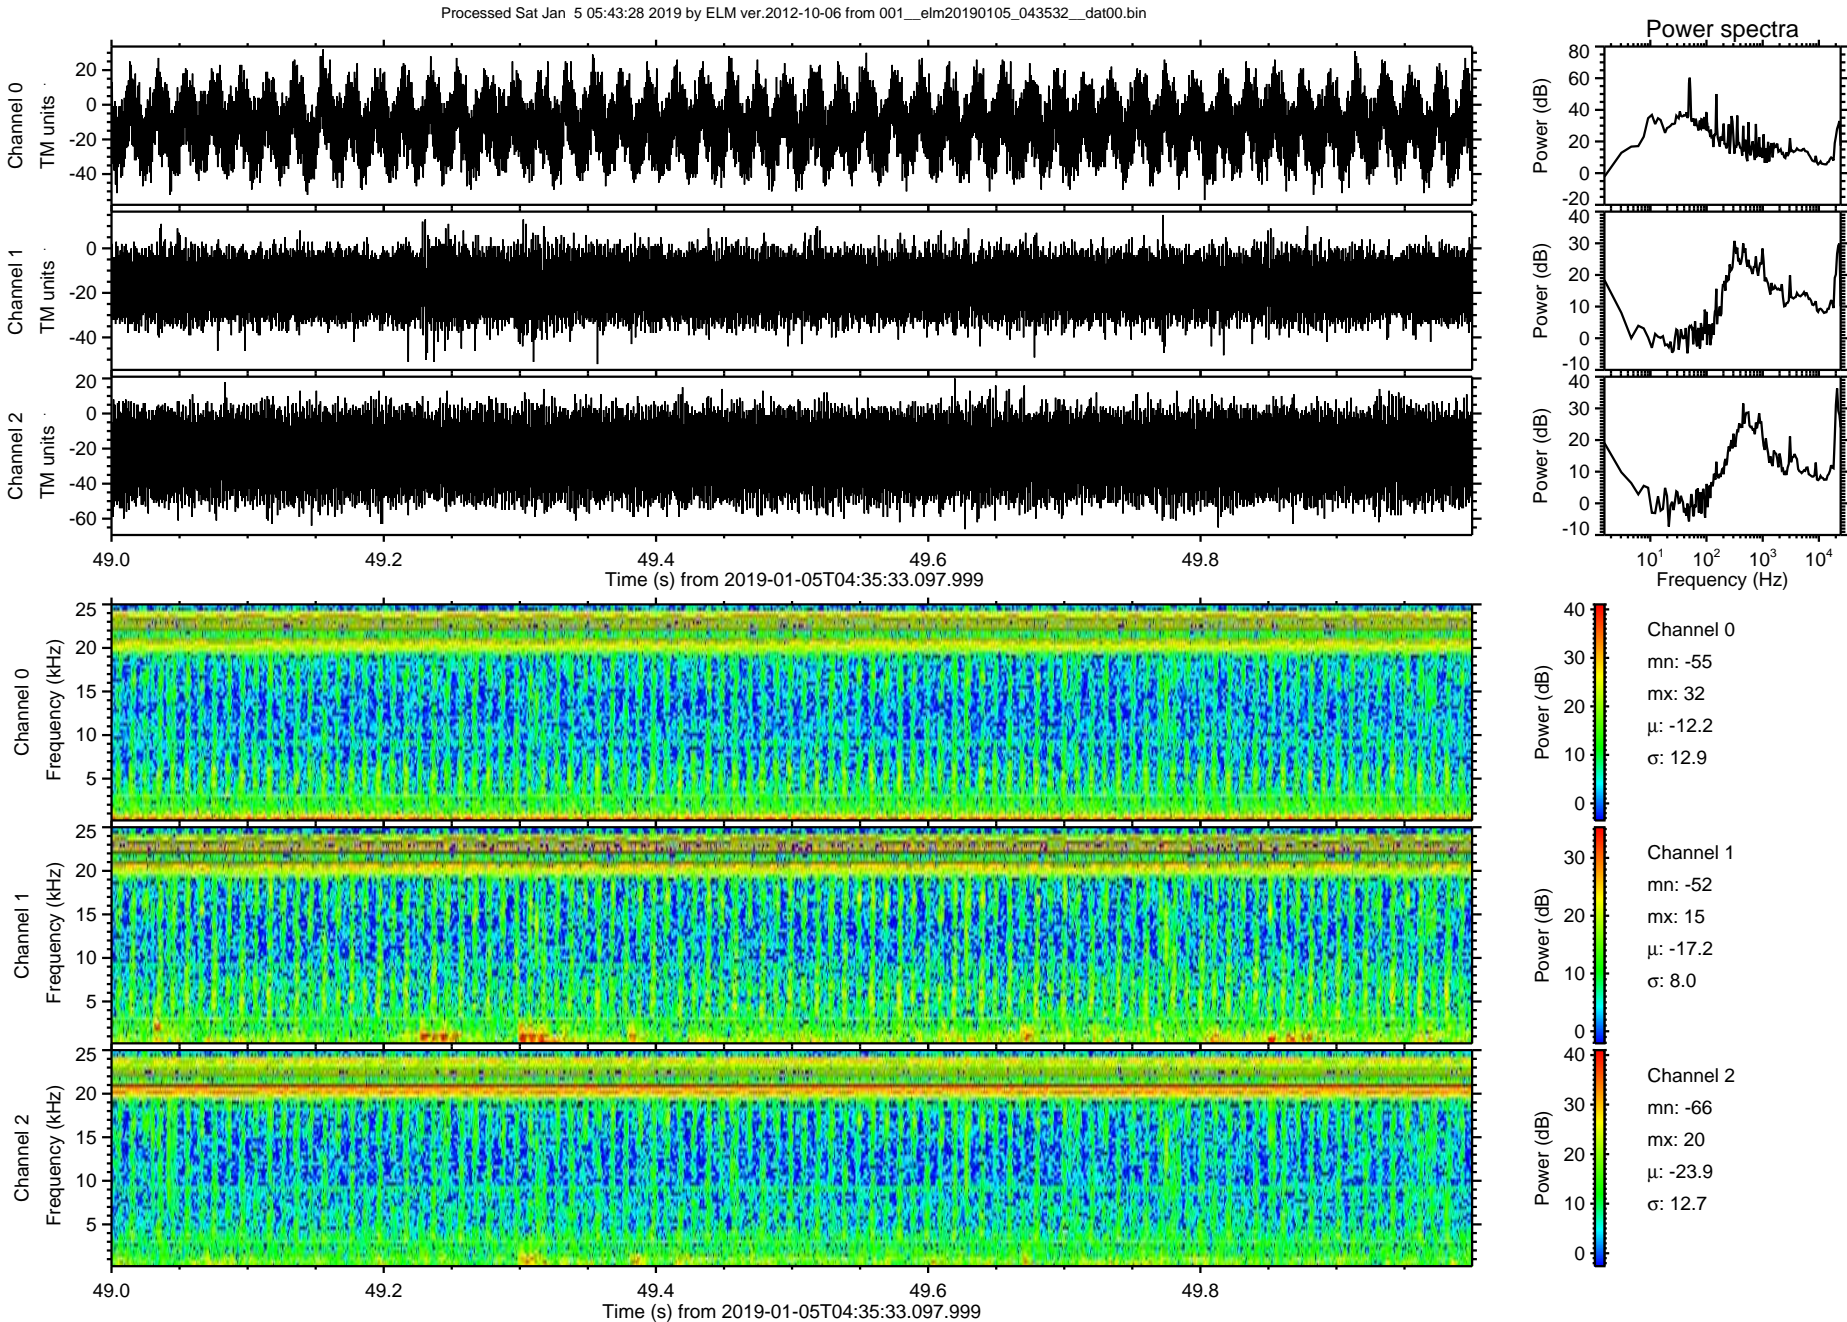 Processed Sat Jan  5 05:43:28 2019 by ELM ver.2012-10-06 from 001__elm20190105_043532__dat00.bin
Power spectra
Channel 0
TM units
20
0
-20
-40
Power (dB)
80
60
40
20
0
-20
Channel 1
TM units
0
-20
-40
Power (dB)
40
30
20
10
0
-10
Channel 2
TM units
20
0
-20
-40
-60
Power (dB)
40
30
20
10
0
-10
49.0
49.2
49.4
49.6
49.8
Time (s) from 2019-01-05T04:35:33.097.999
10^1
10^2
10^3
10^4
Frequency (Hz)
Channel 0
Frequency (kHz)
25
20
15
10
5
Power (dB)
40
30
20
10
0
Channel 0
mn: -55
mx: 32
μ: -12.2
σ: 12.9
Channel 1
Frequency (kHz)
25
20
15
10
5
Power (dB)
30
20
10
0
Channel 1
mn: -52
mx: 15
μ: -17.2
σ: 8.0
Channel 2
Frequency (kHz)
25
20
15
10
5
Power (dB)
40
30
20
10
0
Channel 2
mn: -66
mx: 20
μ: -23.9
σ: 12.7
49.0
49.2
49.4
49.6
49.8
Time (s) from 2019-01-05T04:35:33.097.999